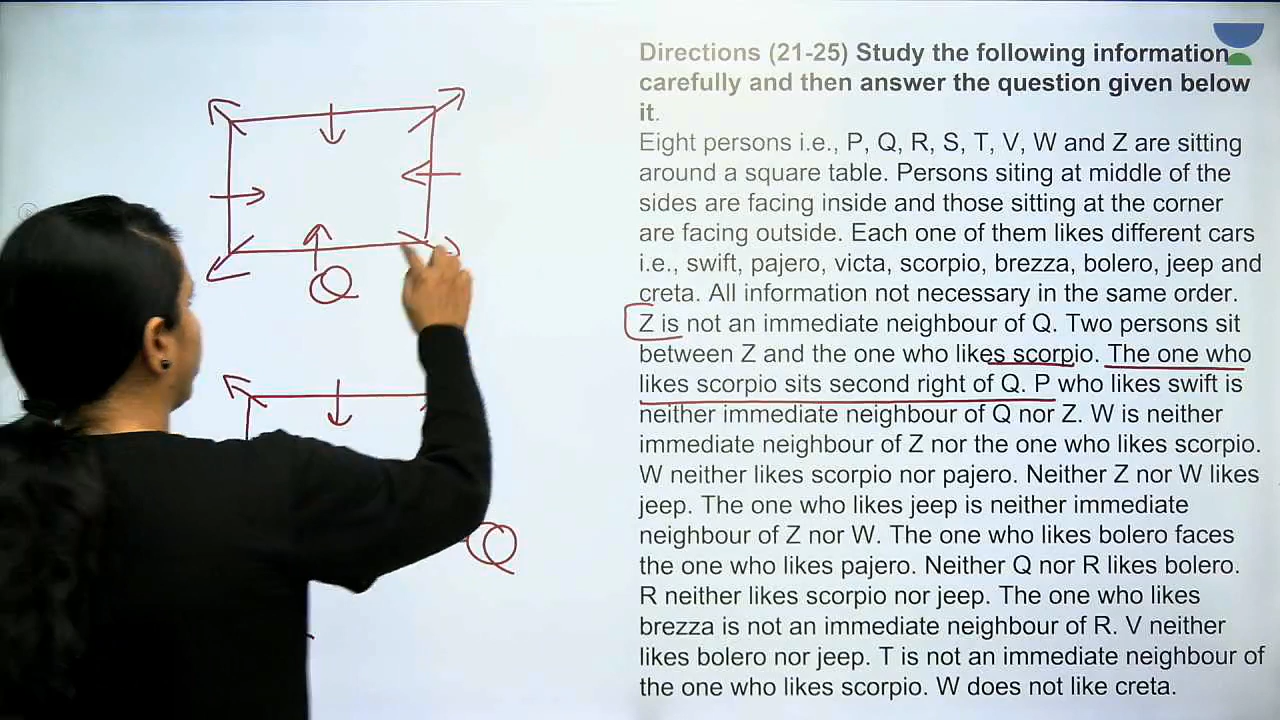 Directions (21-25) Study the following information
carefully and then answer the question given below
it.
Eight persons i.e., P, Q, R, S, T, V, W and Z are sitting
around a square table. Persons siting at middle of the
sides are facing inside and those sitting at the corner
are facing outside. Each one of them likes different cars
i.e., swift, pajero, victa, scorpio, brezza, bolero, jeep and
creta. All information not necessary in the same order.
Z is not an immediate neighbour of Q. Two persons sit
between Z and the one who likes scorpio. The one who
likes scorpio sits second right of Q. P who likes swift is
neither immediate neighbour of Q nor Z. W is neither
immediate neighbour of Z nor the one who likes scorpio.
W neither likes scorpio nor pajero. Neither Z nor W likes
jeep. The one who likes jeep is neither immediate
neighbour of Z nor W. The one who likes bolero faces
the one who likes pajero. Neither Q nor R likes bolero.
R neither likes scorpio nor jeep. The one who likes
brezza is not an immediate neighbour of R. V neither
likes bolero nor jeep. T is not an immediate neighbour of
the one who likes scorpio. W does not like creta.
Q
Q